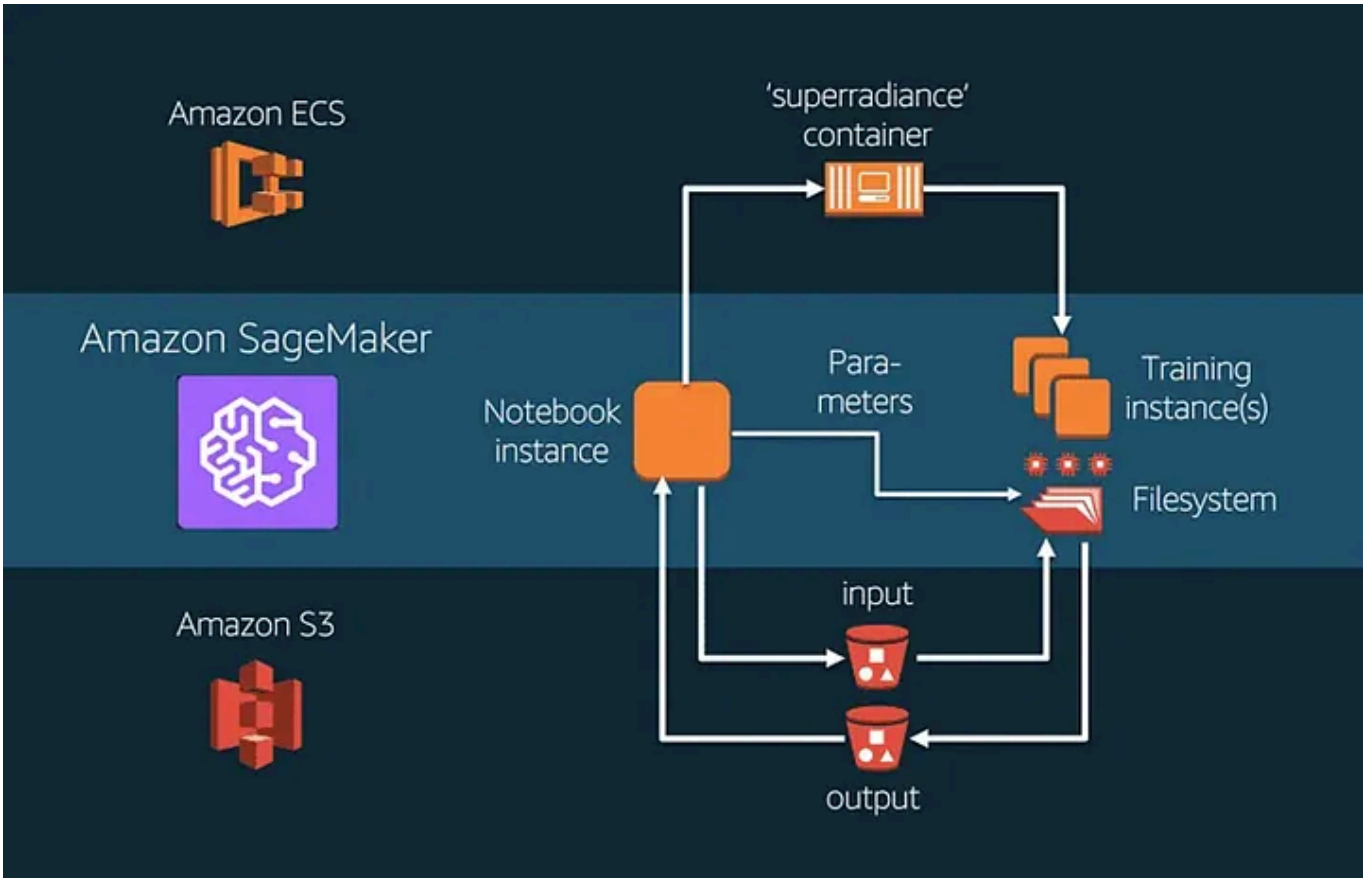 Amazon ECS
'superradiance'
container
Amazon SageMaker
Notebook
instance
Para-
meters
Training
instance(s)
Filesystem
Amazon S3
input
output